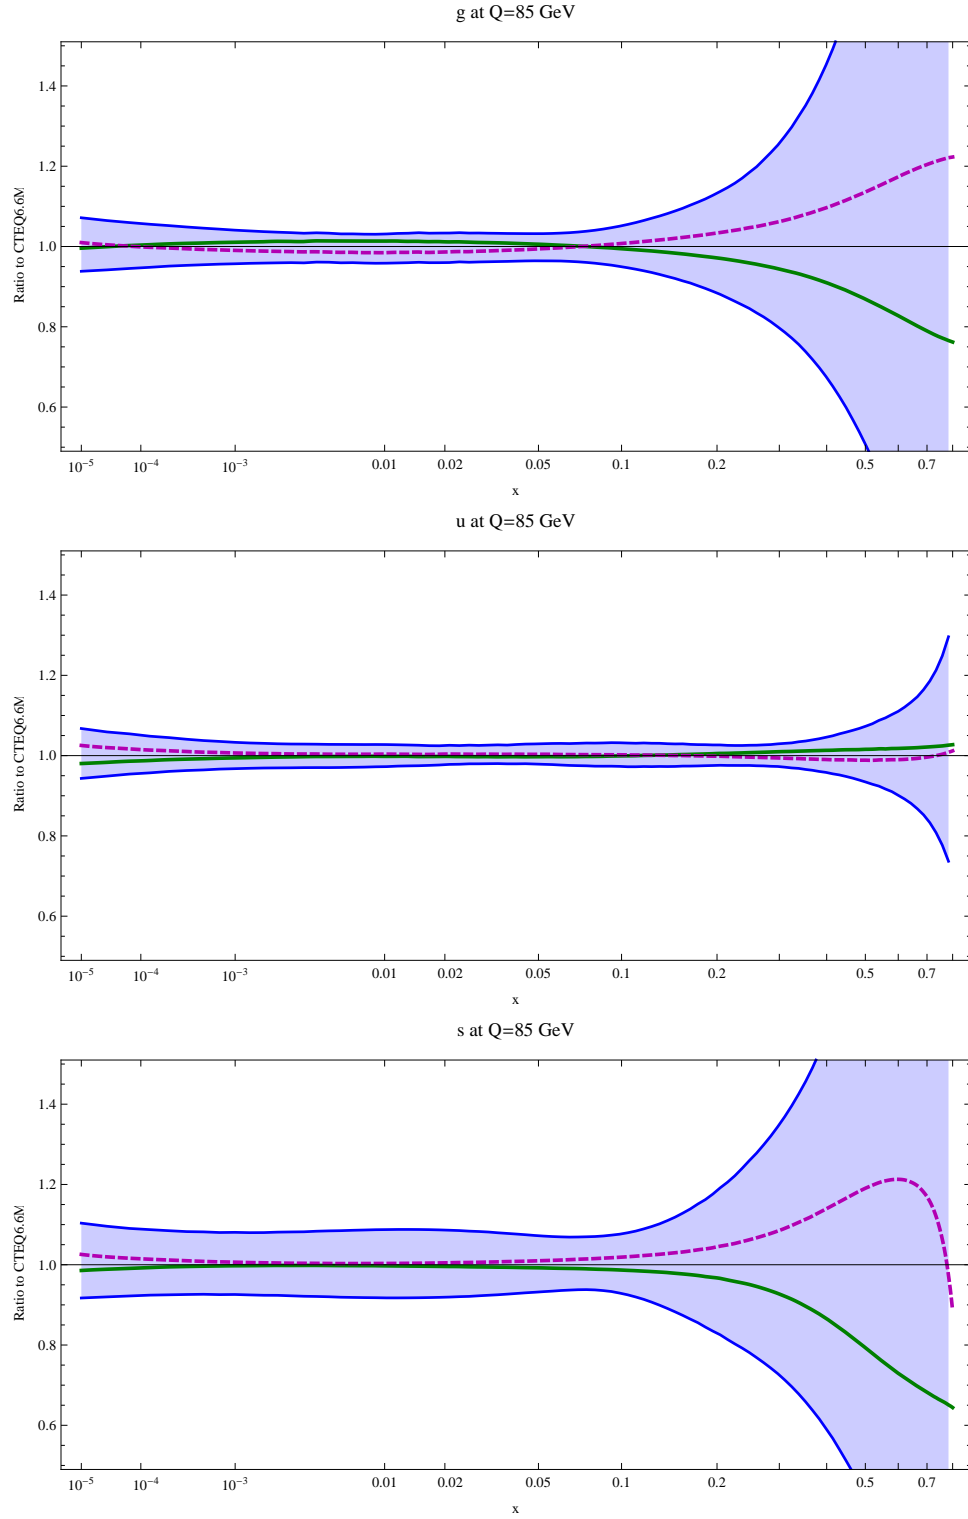 g at Q=85 GeV
Ratio to CTEQ6.6M
1.4
1.2
1.0
0.8
0.6
10⁻⁵ 10⁻⁴ 10⁻³ 0.01 0.02 0.05 0.1 0.2 0.5 0.7
x
u at Q=85 GeV
Ratio to CTEQ6.6M
1.4
1.2
1.0
0.8
0.6
10⁻⁵ 10⁻⁴ 10⁻³ 0.01 0.02 0.05 0.1 0.2 0.5 0.7
x
s at Q=85 GeV
Ratio to CTEQ6.6M
1.4
1.2
1.0
0.8
0.6
10⁻⁵ 10⁻⁴ 10⁻³ 0.01 0.02 0.05 0.1 0.2 0.5 0.7
x